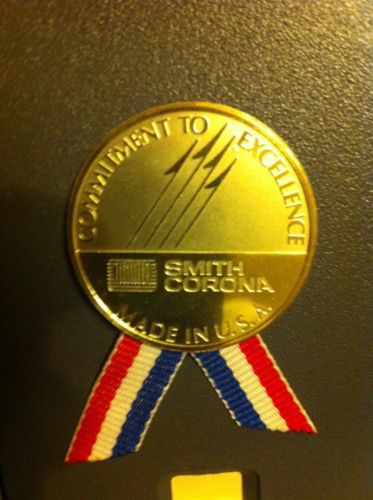 COMMITMENT TO EXCELLENCE
SMITH
CORONA
MADE IN U.S.A.